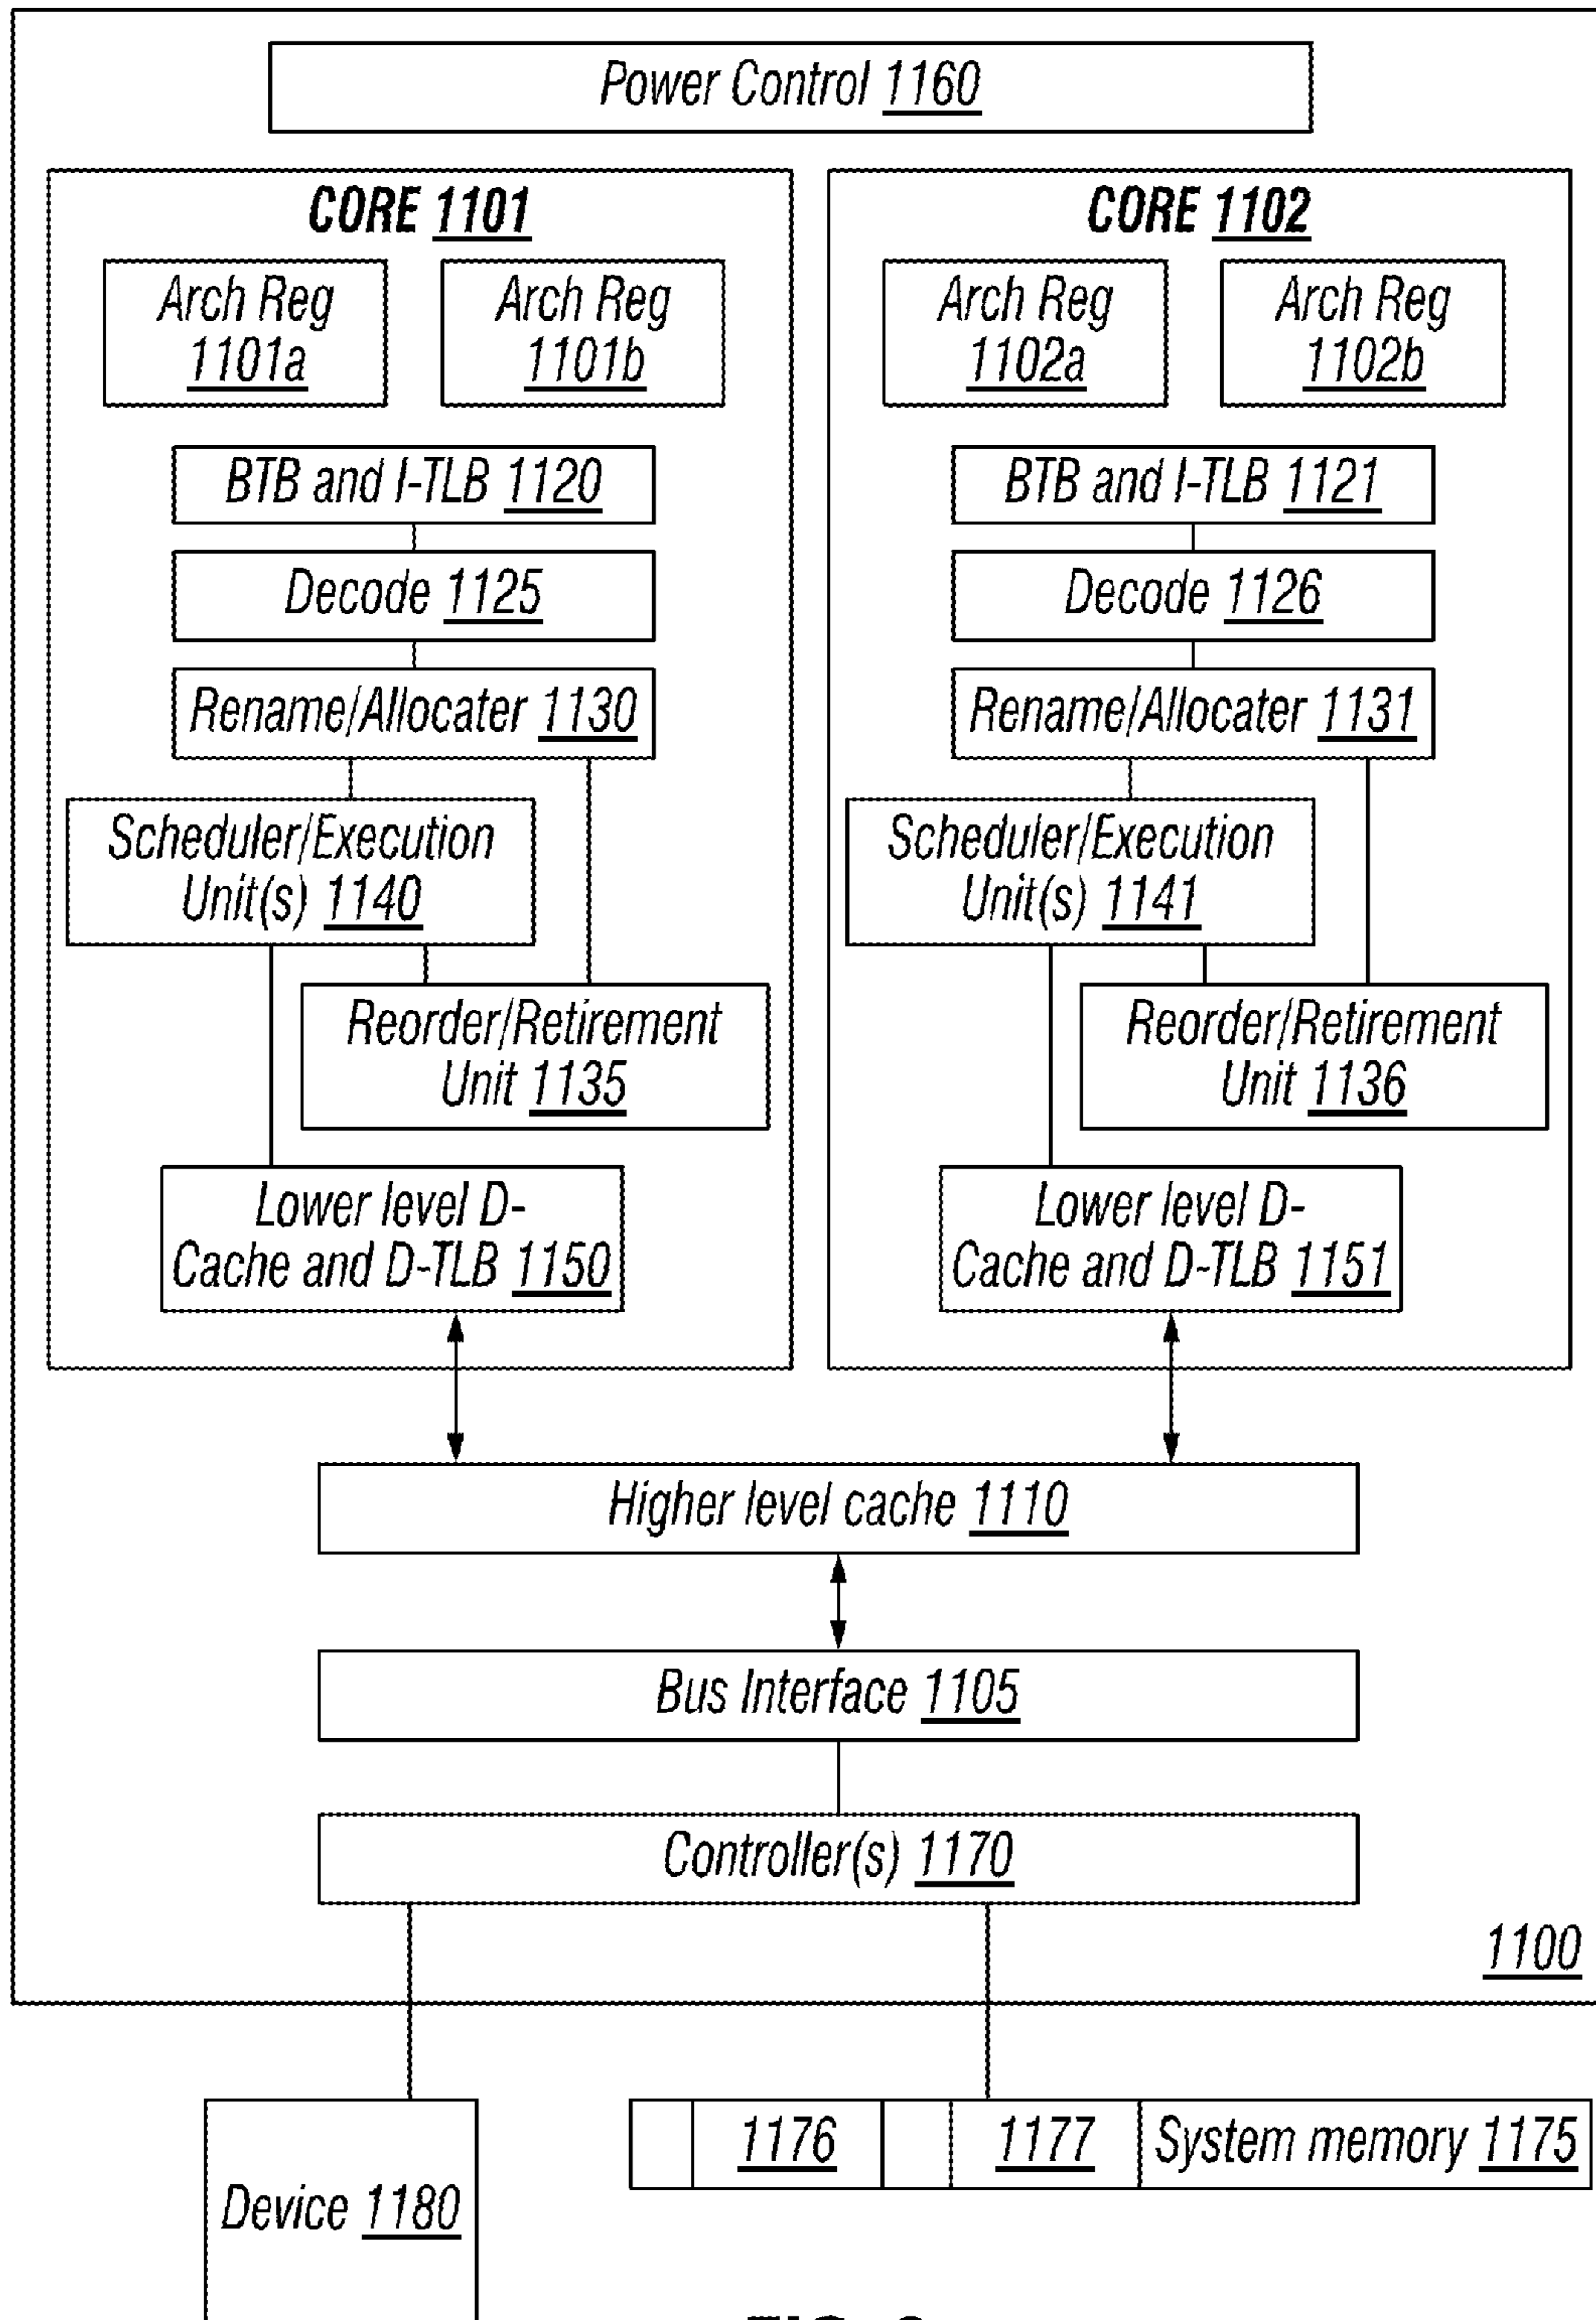 Power Control 1160
CORE 1101
Arch Reg
1101a
Arch Reg
1101b
BTB and I-TLB 1120
Decode 1125
Rename/Allocater 1130
Scheduler/Execution
Unit(s) 1140
Reorder/Retirement
Unit 1135
Lower level D-
Cache and D-TLB 1150
CORE 1102
Arch Reg
1102a
Arch Reg
1102b
BTB and I-TLB 1121
Decode 1126
Rename/Allocater 1131
Scheduler/Execution
Unit(s) 1141
Reorder/Retirement
Unit 1136
Lower level D-
Cache and D-TLB 1151
Higher level cache 1110
Bus Interface 1105
Controller(s) 1170
1100
Device 1180
1176
1177
System memory 1175